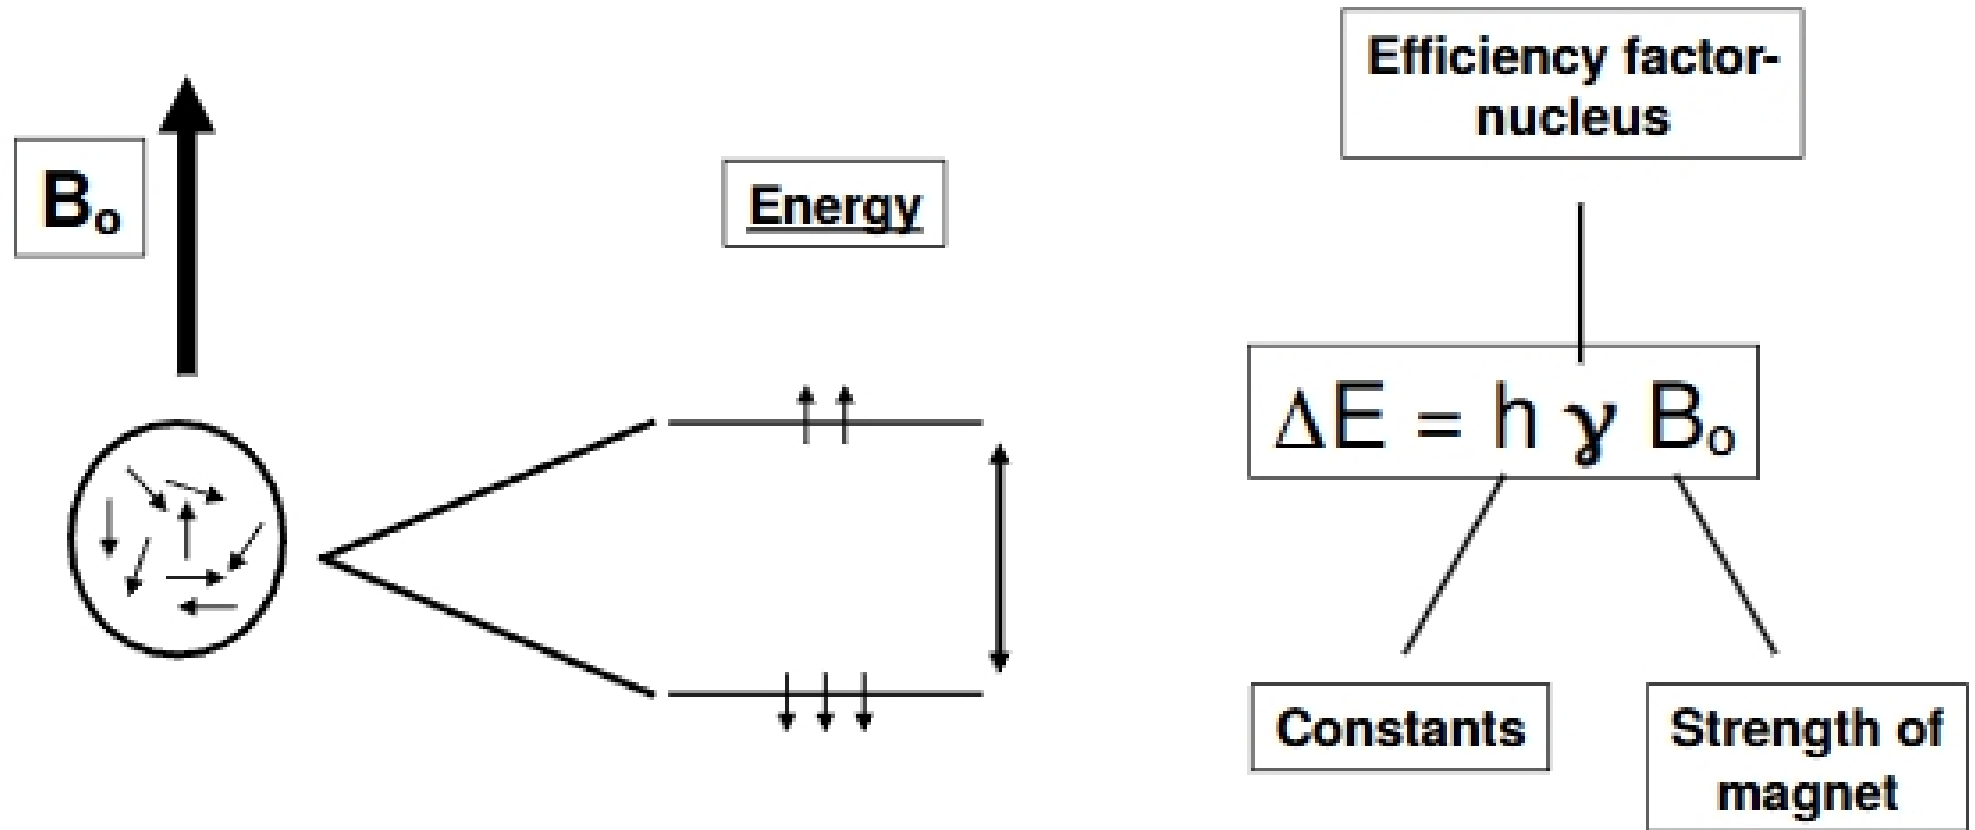 Bo
Energy
Efficiency factor-
nucleus
ΔE = h γ Bo
Constants
Strength of
magnet